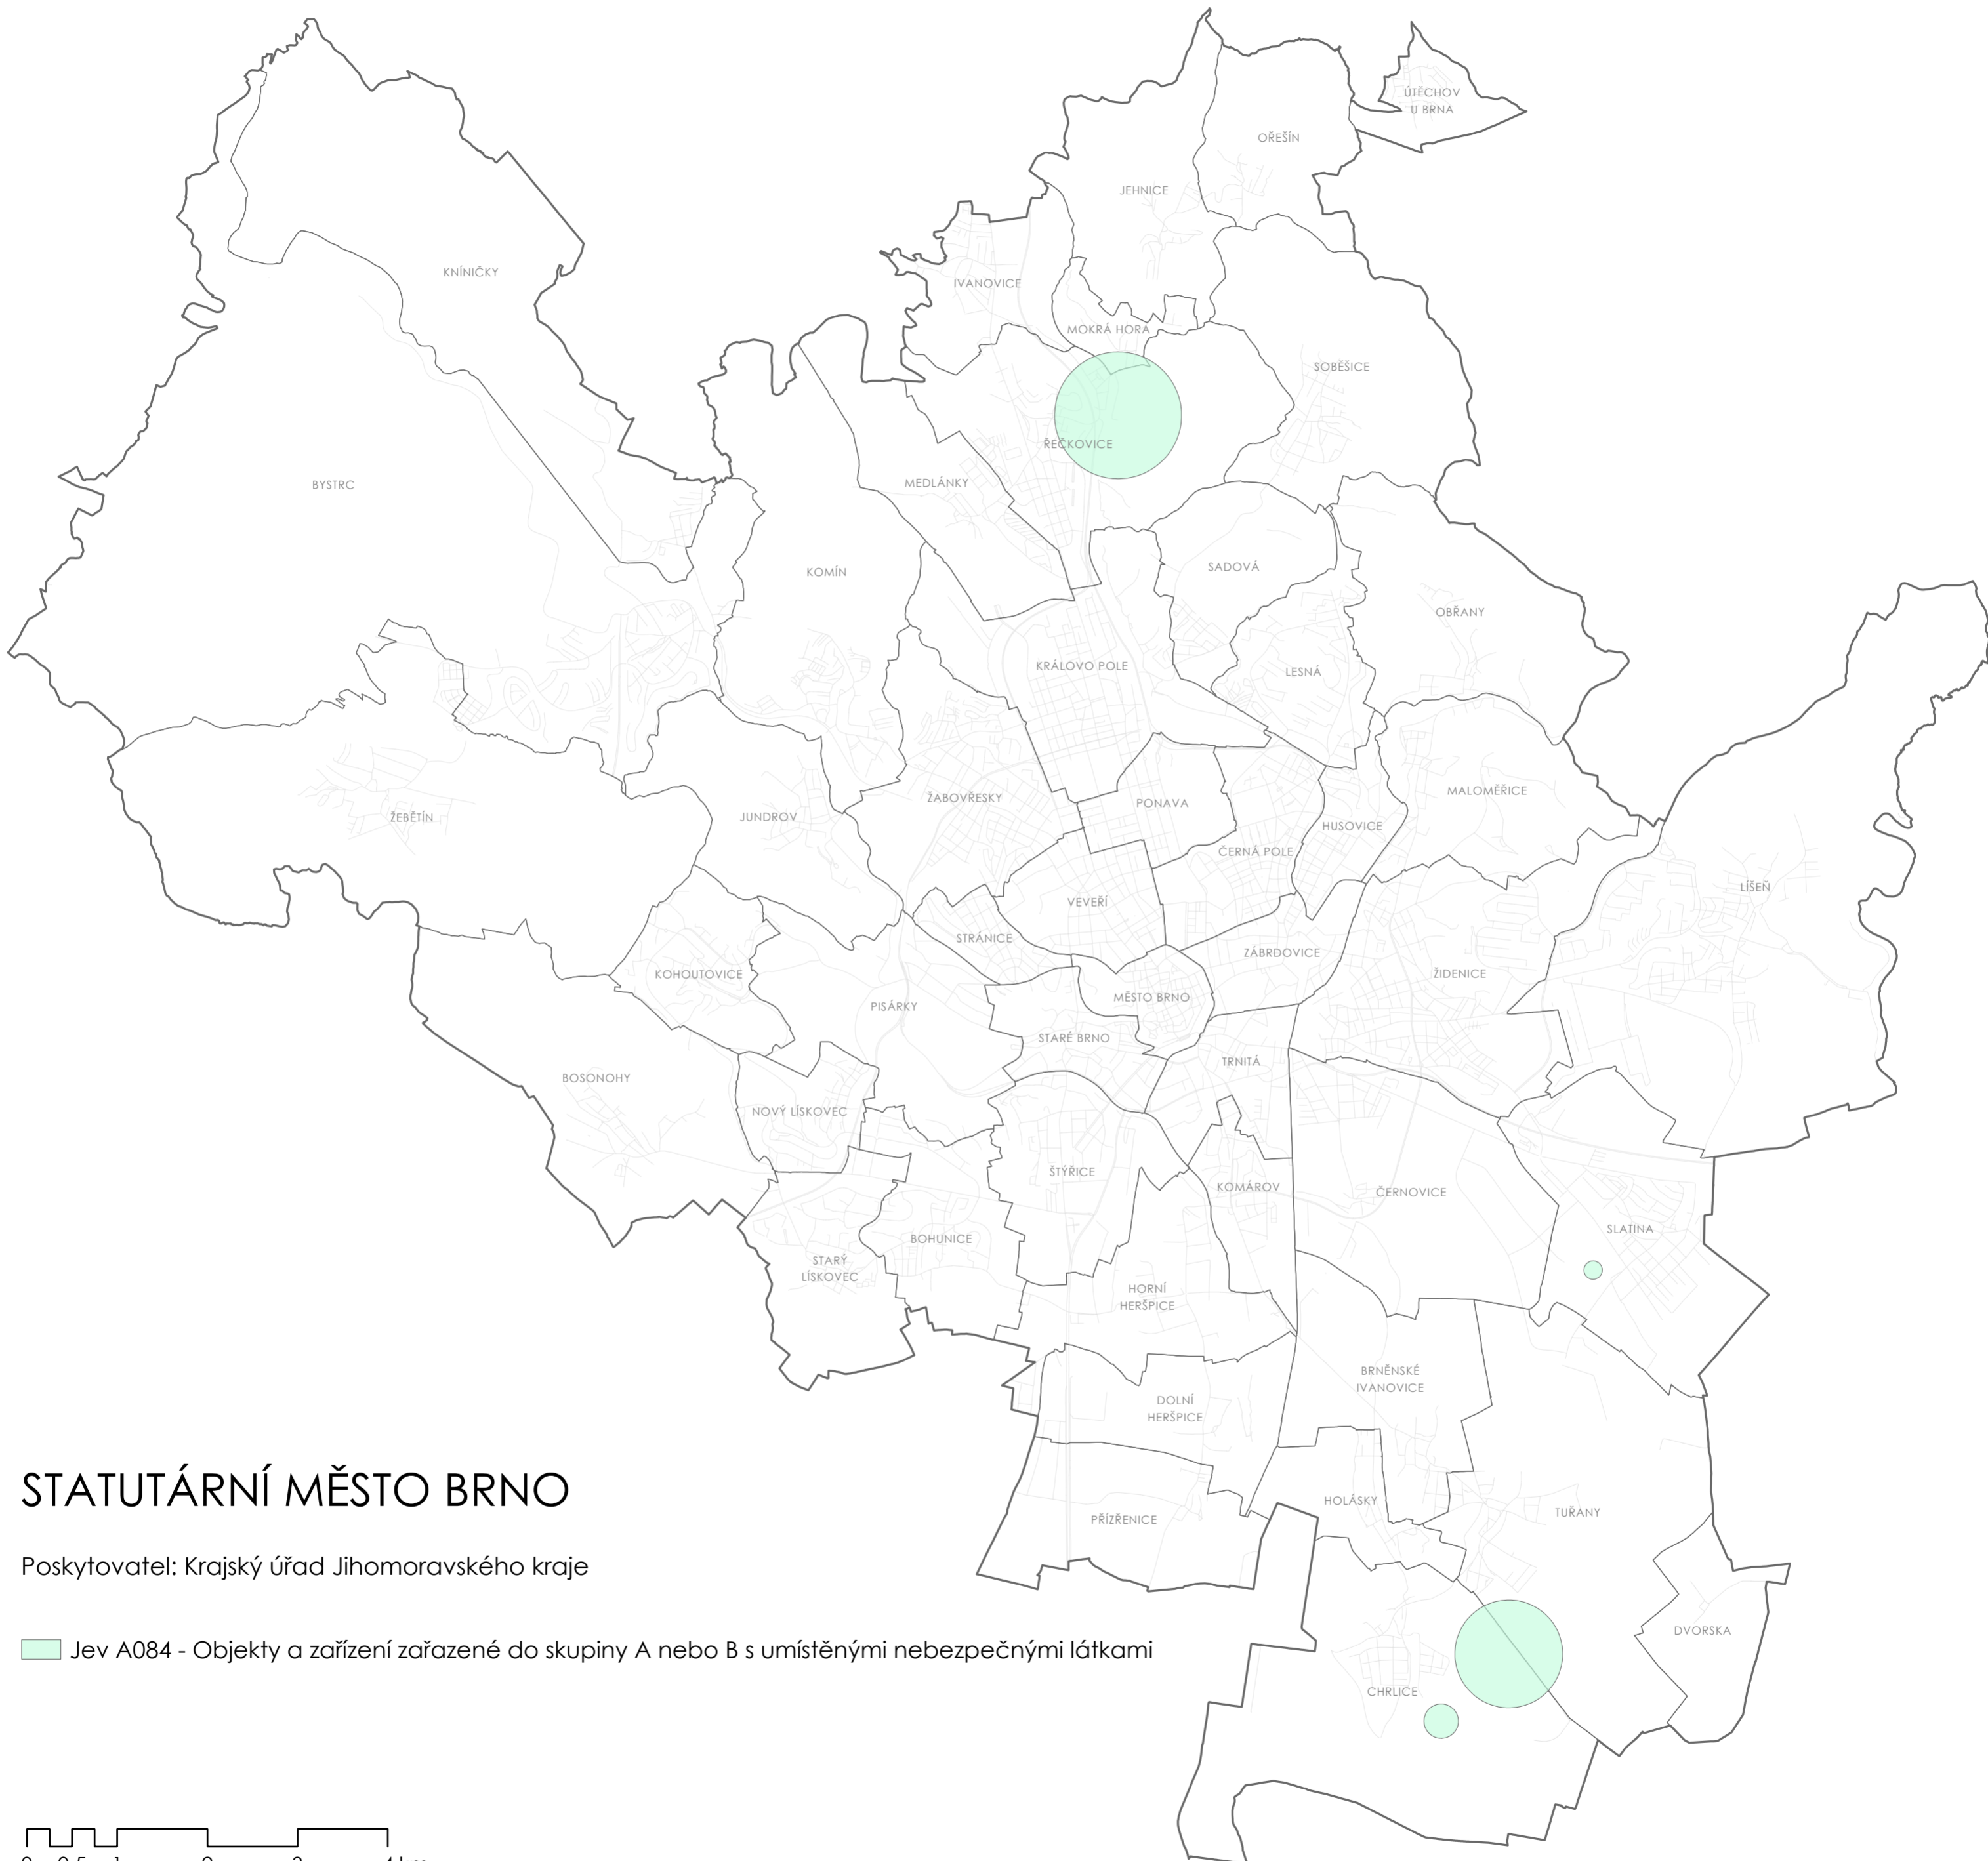 ÚTĚCHOV
U BRNA
OŘEŠÍN
JEHNICE
KNÍNIČKY
IVANOVICE
MOKRÁ HORA
SOBĚŠICE
ŘEČKOVICE
MEDLÁNKY
BYSTRC
KOMÍN
SADOVÁ
OBŘANY
KRÁLOVO POLE
LESNÁ
MALOMĚŘICE
ŽABOVŘESKY
PONAVA
ŽEBĚTÍN
JUNDROV
HUSOVICE
ČERNÁ POLE
LÍŠEŇ
VEVEŘÍ
STRÁNICE
ZÁBRDOVICE
KOHOUTOVICE
ŽIDENICE
MĚSTO BRNO
PISÁRKY
STARÉ BRNO
TRNITÁ
BOSONOHY
NOVÝ LÍSKOVEC
ŠTÝŘICE
KOMÁROV
ČERNOVICE
SLATINA
BOHUNICE
STARÝ
LÍSKOVEC
HORNÍ
HERŠPICE
BRNĚNSKÉ
IVANOVICE
DOLNÍ
HERŠPICE
HOLÁSKY
TUŘANY
PŘÍZŘENICE
DVORSKA
CHRLICE
STATUTÁRNÍ MĚSTO BRNO
Poskytovatel: Krajský úřad Jihomoravského kraje
Jev A084 - Objekty a zařízení zařazené do skupiny A nebo B s umístěnými nebezpečnými látkami